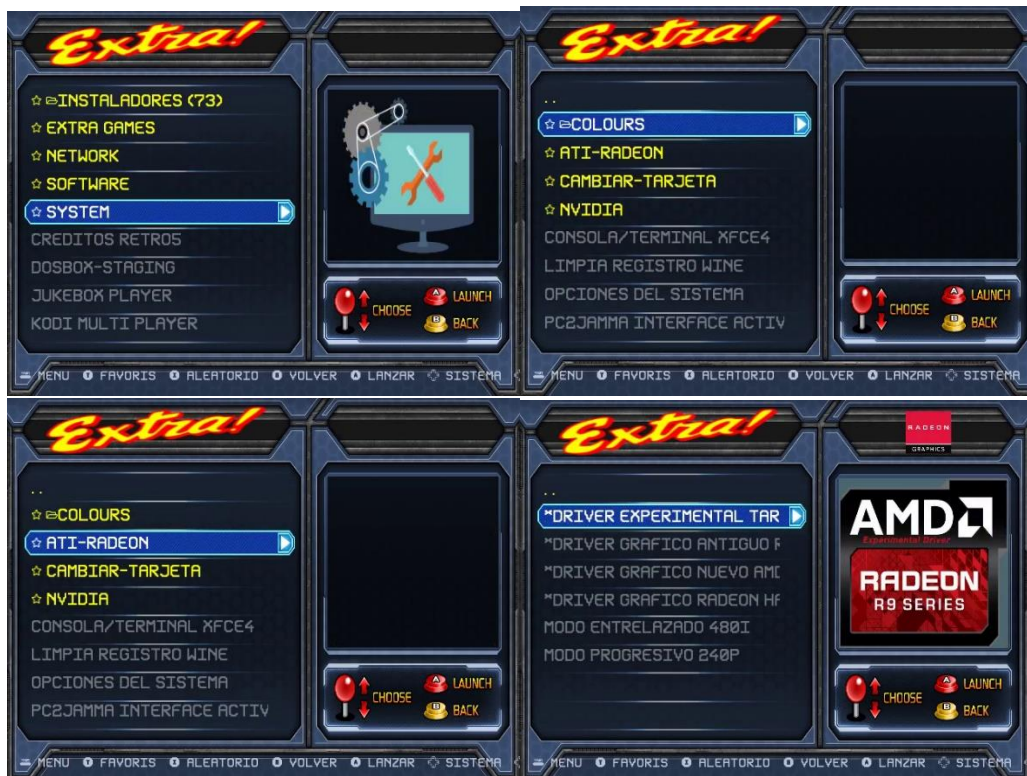 Extra!
☆ INSTALADORES (73)
☆ EXTRA GAMES
☆ NETWORK
☆ SOFTWARE
☆ SYSTEM
CREDITOS RETRO5
DOSBOX-STAGING
JUKEBOX PLAYER
KODI MULTI PLAYER
CHOOSE
A LAUNCH
B BACK
MENU FAVORIS ALEATORIO VOLVER LANZAR SISTEMA
Extra!
..
☆ COLOURS
☆ ATI-RADEON
☆ CAMBIAR-TARJETA
☆ NVIDIA
CONSOLA/TERMINAL XFCE4
LIMPIA REGISTRO WINE
OPCIONES DEL SISTEMA
PC2JAMMA INTERFACE ACTIV
CHOOSE
A LAUNCH
B BACK
MENU FAVORIS ALEATORIO VOLVER LANZAR SISTEMA
Extra!
..
☆ COLOURS
☆ ATI-RADEON
☆ CAMBIAR-TARJETA
☆ NVIDIA
CONSOLA/TERMINAL XFCE4
LIMPIA REGISTRO WINE
OPCIONES DEL SISTEMA
PC2JAMMA INTERFACE ACTIV
CHOOSE
A LAUNCH
B BACK
MENU FAVORIS ALEATORIO VOLVER LANZAR SISTEMA
Extra!
..
*DRIVER EXPERIMENTAL TAR
*DRIVER GRAFICO ANTIGUO R
*DRIVER GRAFICO NUEVO AMD
*DRIVER GRAFICO RADEON HA
MODO ENTRELAZADO 480I
MODO PROGRESIVO 240P
RADEON
GRAPHICS
AMD
Experimental Driver
RADEON
R9 SERIES
CHOOSE
A LAUNCH
B BACK
MENU FAVORIS ALEATORIO VOLVER LANZAR SISTEMA